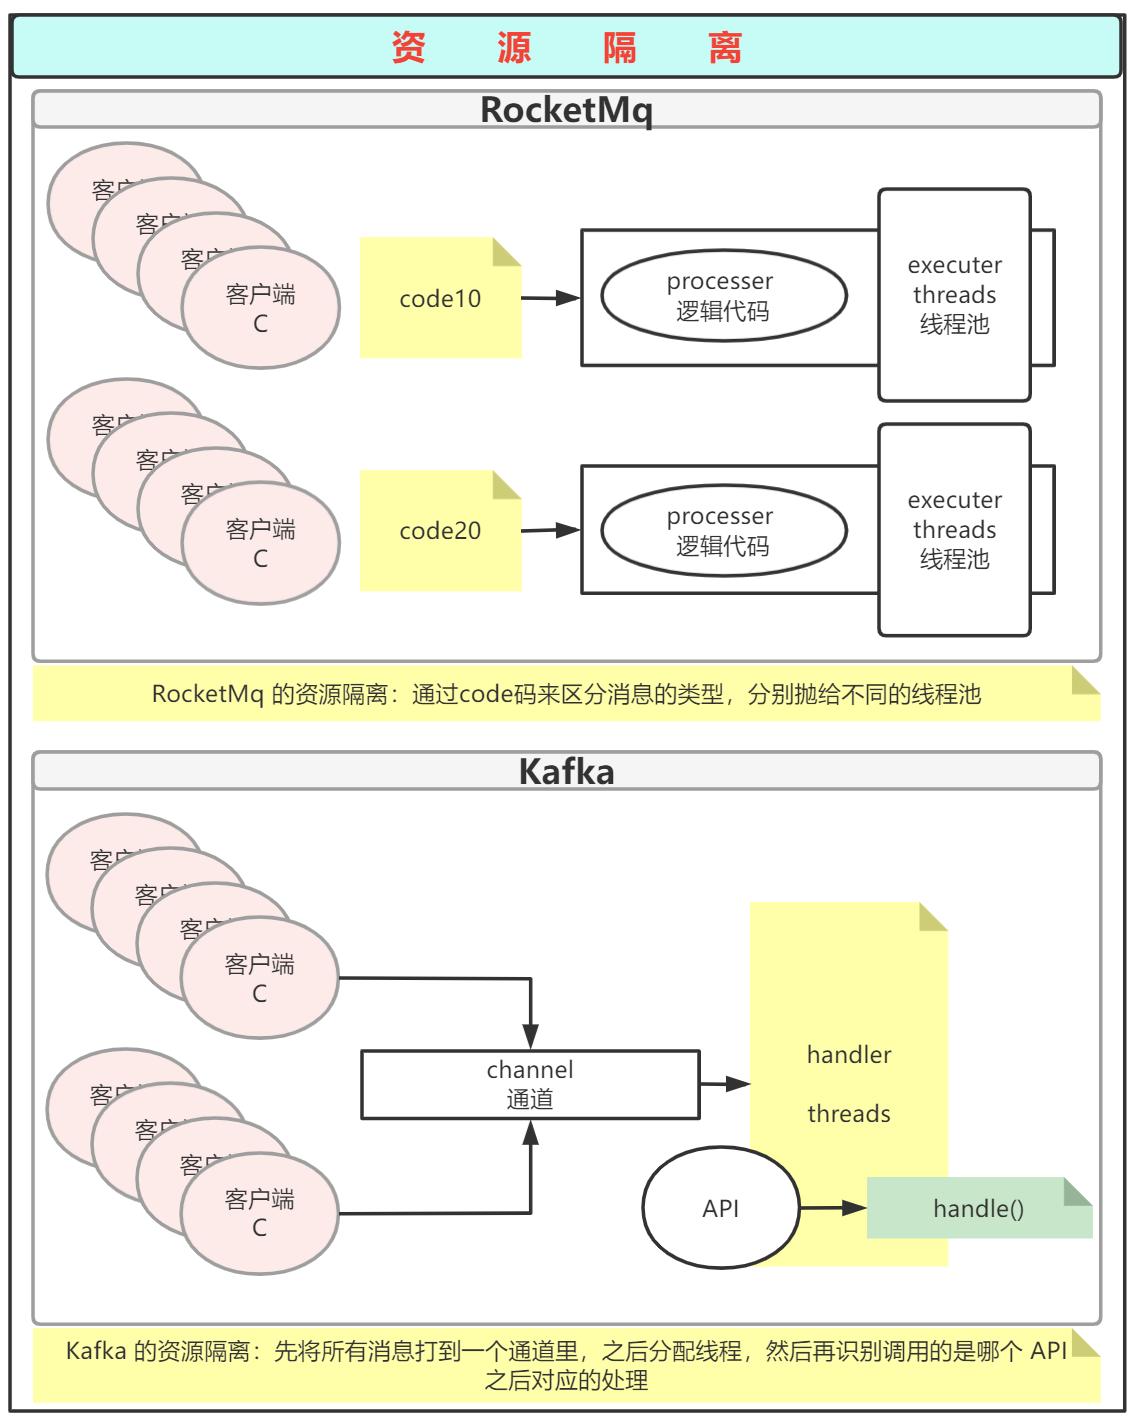 资 源 隔 离
RocketMq
客户
客户
客户
客户端
C
code10
processer
逻辑代码
executer
threads
线程池
客户
客户
客户
客户端
C
code20
processer
逻辑代码
executer
threads
线程池
RocketMq 的资源隔离：通过code码来区分消息的类型，分别抛给不同的线程池
Kafka
客户
客户
客户
客户端
C
channel
通道
handler
threads
客户
客户
客户
客户端
C
API
handle()
Kafka 的资源隔离：先将所有消息打到一个通道里，之后分配线程，然后再识别调用的是哪个 API
之后对应的处理